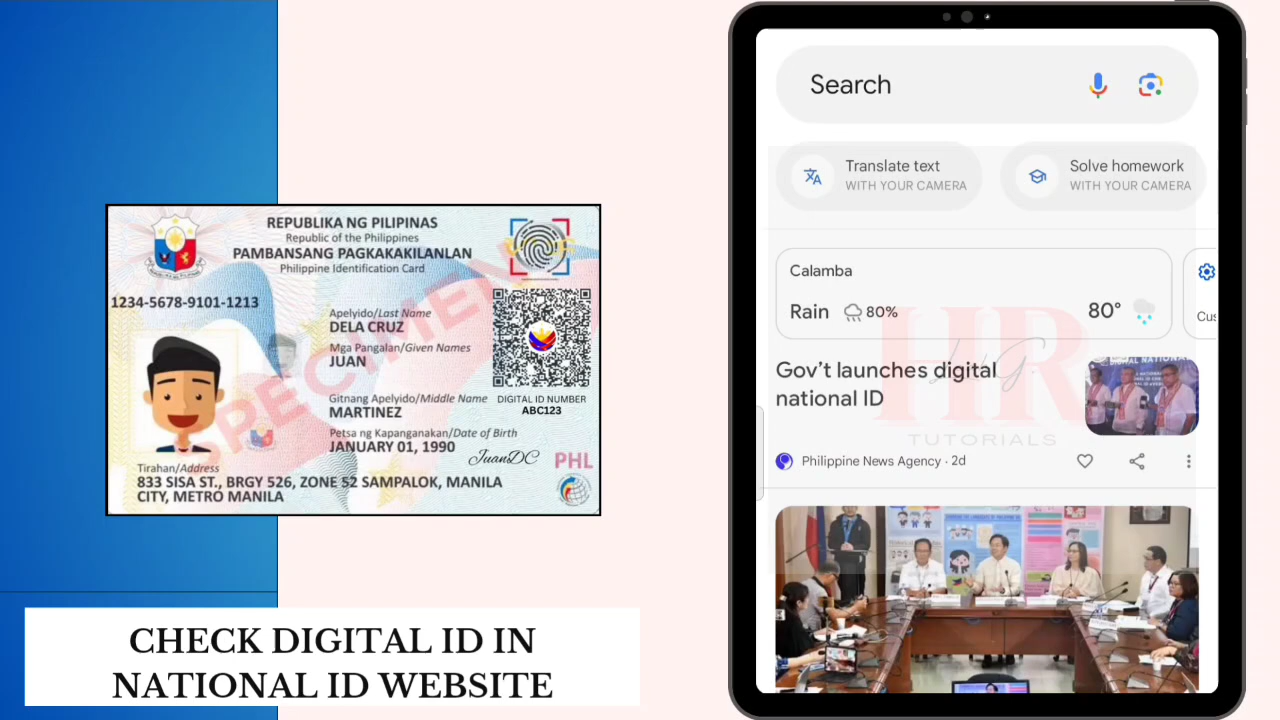 REPUBLIKA NG PILIPINAS
Republic of the Philippines
PAMBANSANG PAGKAKAKILANLAN
Philippine Identification Card
1234-5678-9101-1213
Apelyido/Last Name
DELA CRUZ
Mga Pangalan/Given Names
JUAN
Gitnang Apelyido/Middle Name
MARTINEZ
Petsa ng Kapanganakan/Date of Birth
JANUARY 01, 1990
DIGITAL ID NUMBER
ABC123
JuanDC
PHL
Tirahan/Address
833 SISA ST., BRGY 526, ZONE 52 SAMPALOK, MANILA
CITY, METRO MANILA
SPECIMEN
CHECK DIGITAL ID IN
NATIONAL ID WEBSITE
Search
Translate text
WITH YOUR CAMERA
Solve homework
WITH YOUR CAMERA
Calamba
Rain 80% 80°
Cus
HR
TUTORIALS
Gov't launches digital
national ID
Philippine News Agency · 2d